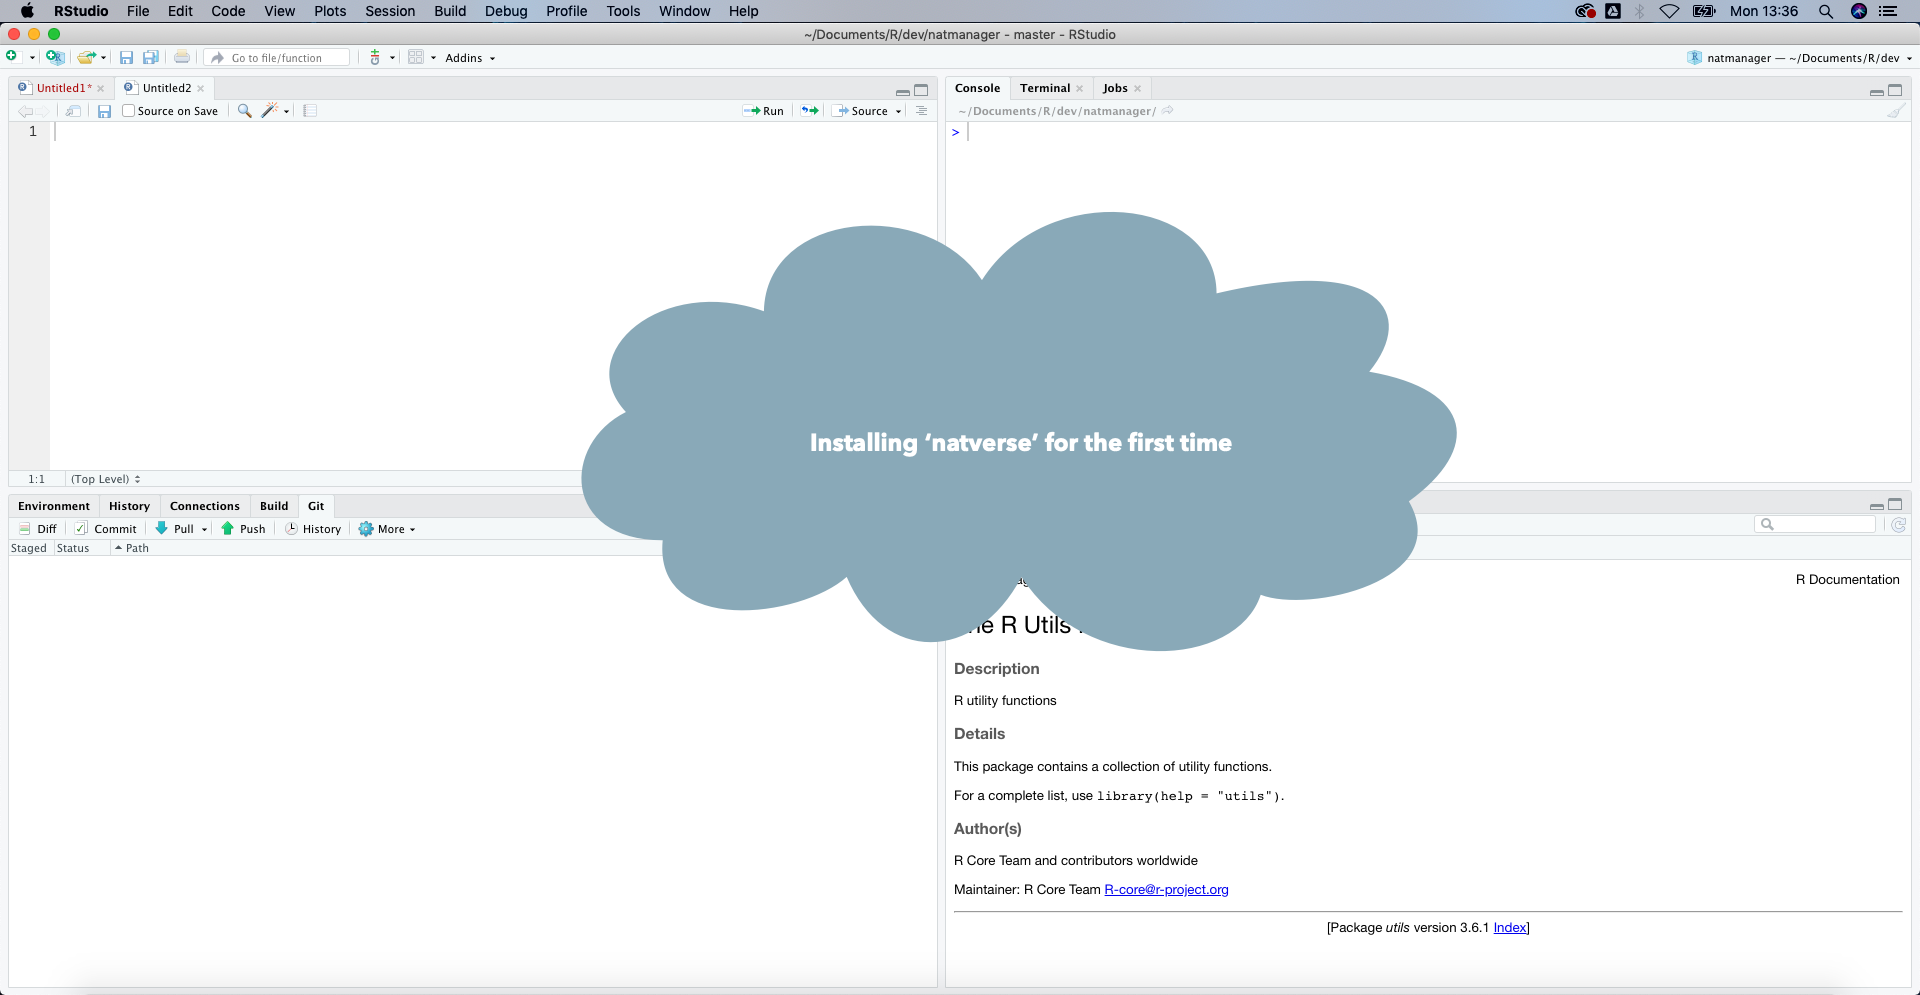 RStudio File Edit Code View Plots Session Build Debug Profile Tools Window Help Mon 13:36
~/Documents/R/dev/natmanager - master - RStudio
Go to file/function Addins natmanager — ~/Documents/R/dev
Untitled1* Untitled2
Source on Save Run Source
1
1:1 (Top Level)
Console Terminal Jobs
~/Documents/R/dev/natmanager/
>
Installing ‘natverse’ for the first time
Environment History Connections Build Git
Diff Commit Pull Push History More
Staged Status Path
R Documentation
R Utils
Description
R utility functions
Details
This package contains a collection of utility functions.
For a complete list, use library(help = "utils").
Author(s)
R Core Team and contributors worldwide
Maintainer: R Core Team R-core@r-project.org
[Package utils version 3.6.1 Index]